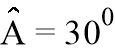 Â = 30⁰